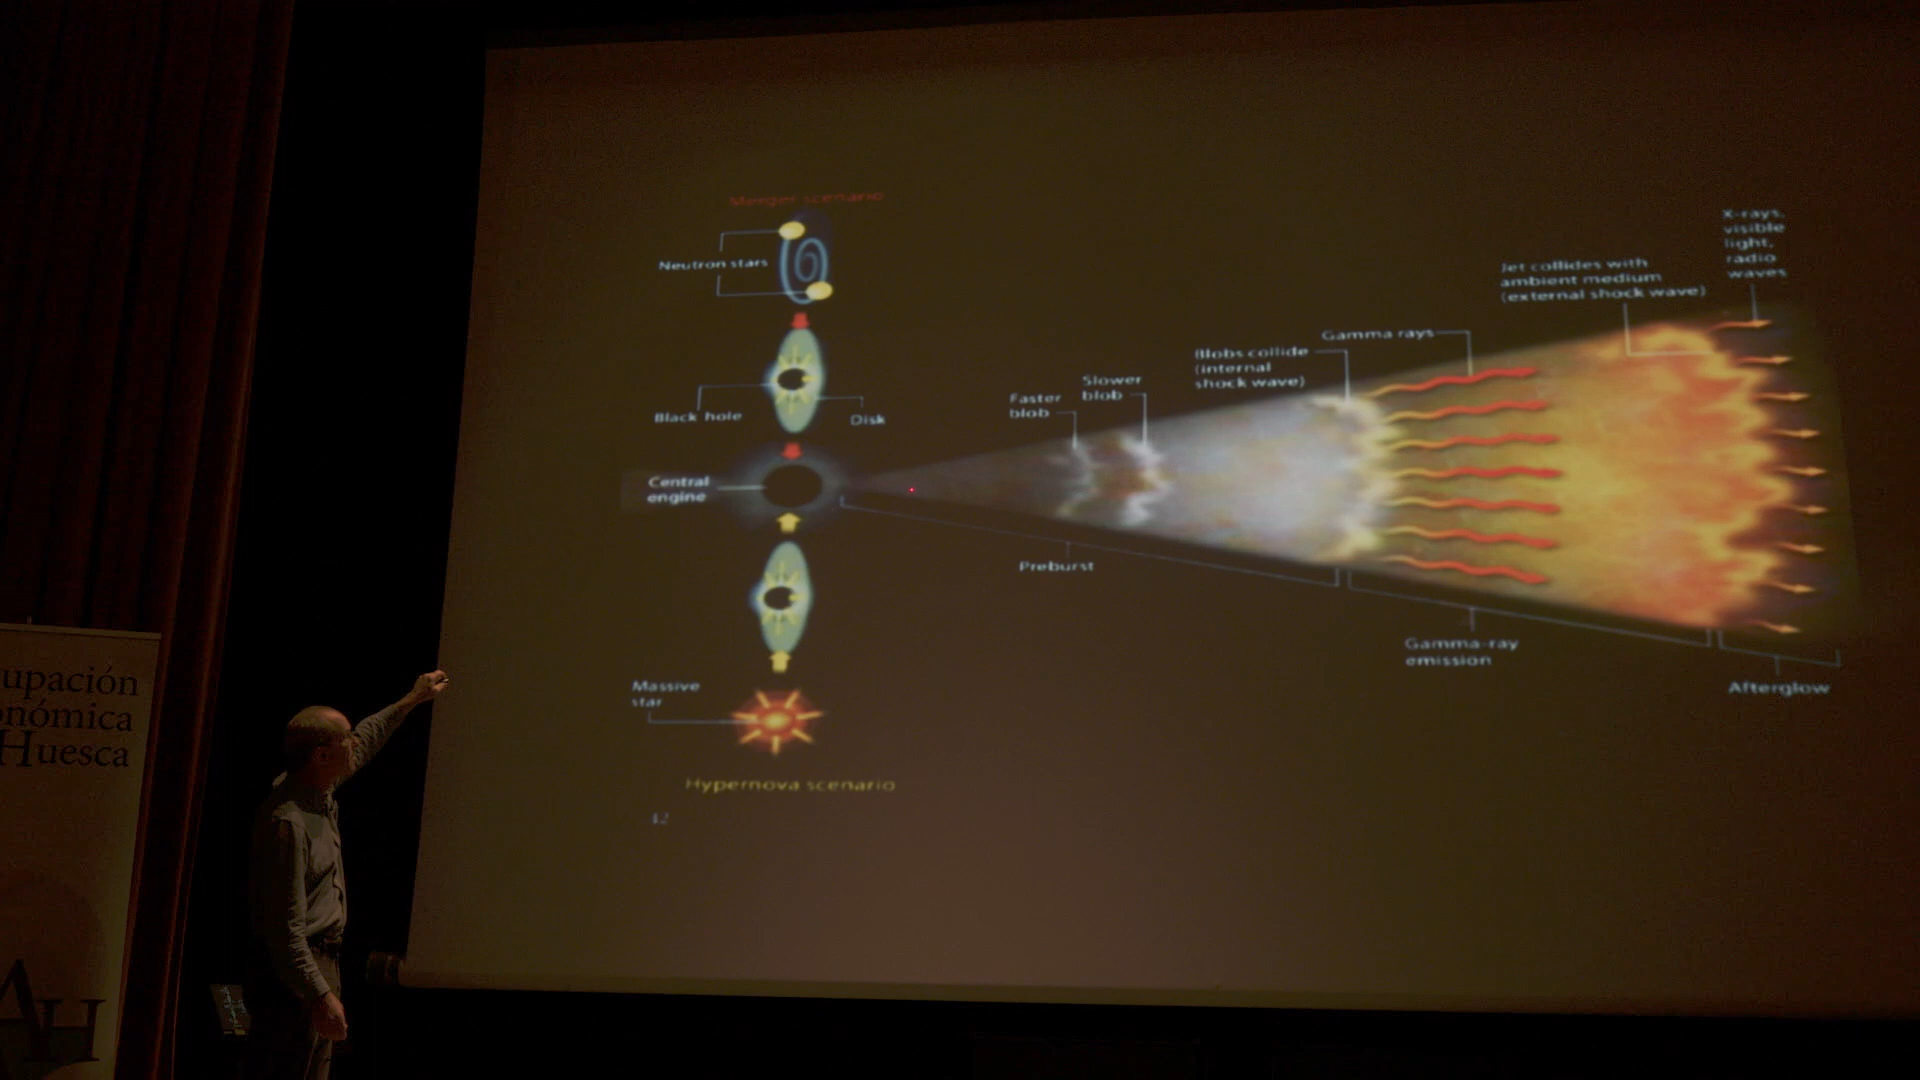 Merger scenario
Neutron stars
Black hole
Disk
Central
engine
Massive
star
Hypernova scenario
12
Faster
blob
Slower
blob
Preburst
Blobs collide
(internal
shock wave)
Gamma rays
Jet collides with
ambient medium
(external shock wave)
X-rays,
visible
light,
radio
waves
Gamma-ray
emission
Afterglow
upación
onómica
Huesca
AH